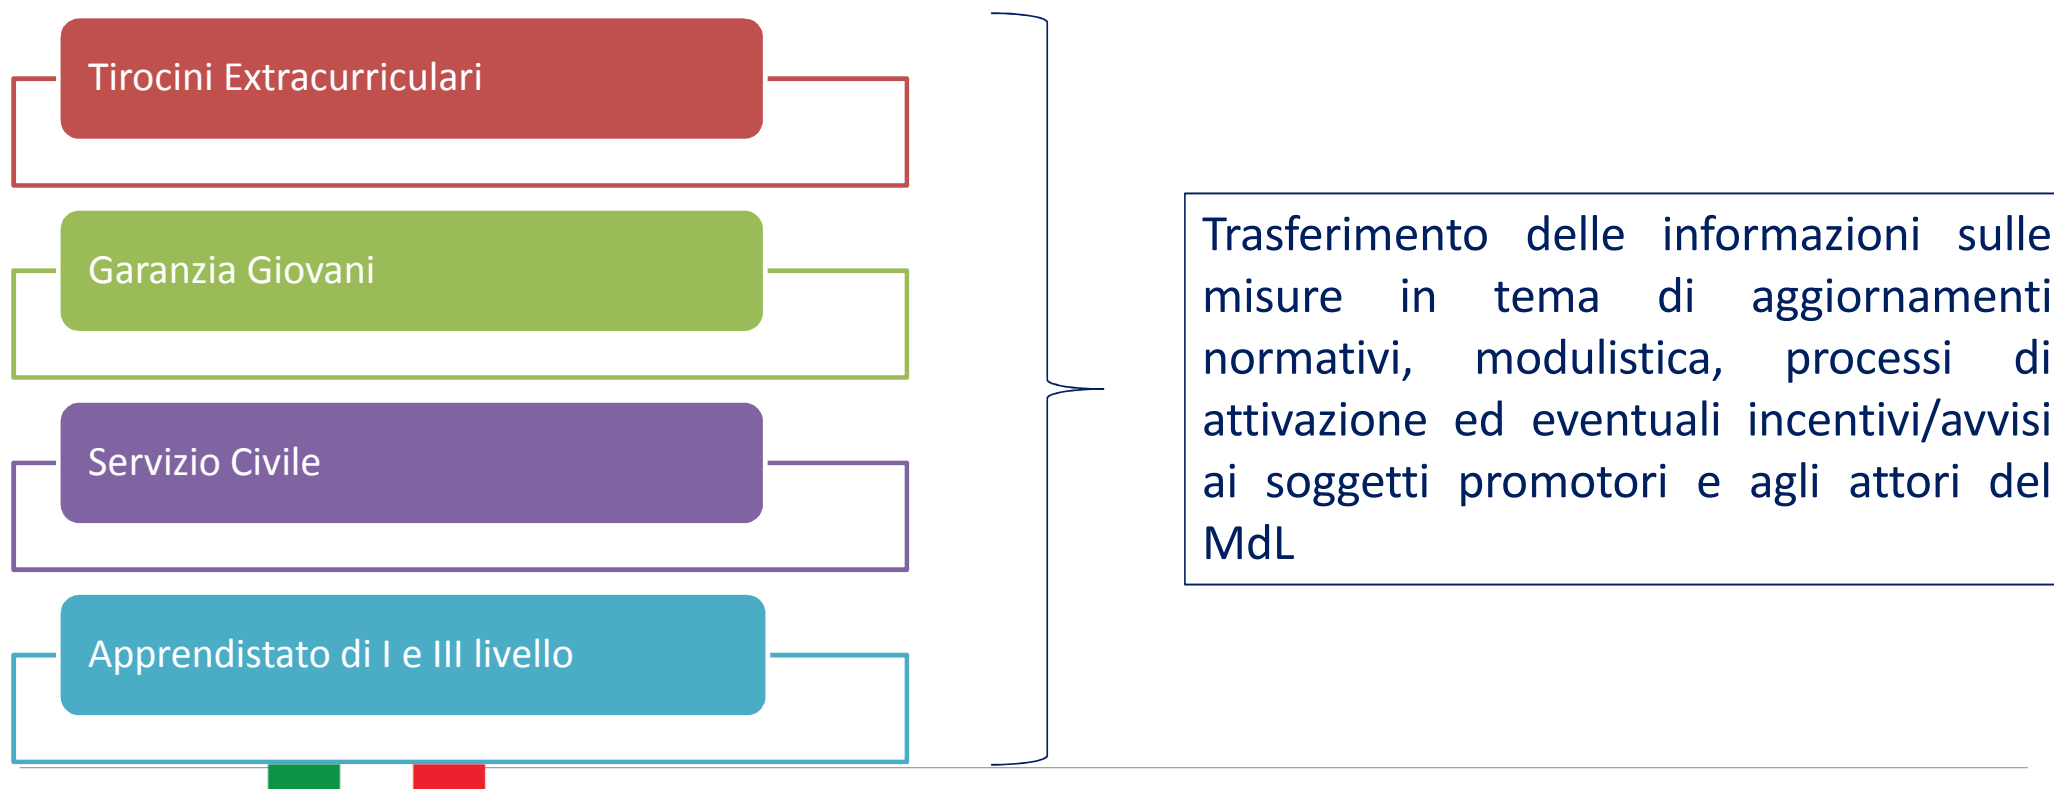 Tirocini Extracurriculari
Garanzia Giovani
Servizio Civile
Apprendistato di I e III livello
Trasferimento delle informazioni sulle
misure in tema di aggiornamenti
normativi, modulistica, processi di
attivazione ed eventuali incentivi/avvisi
ai soggetti promotori e agli attori del
MdL